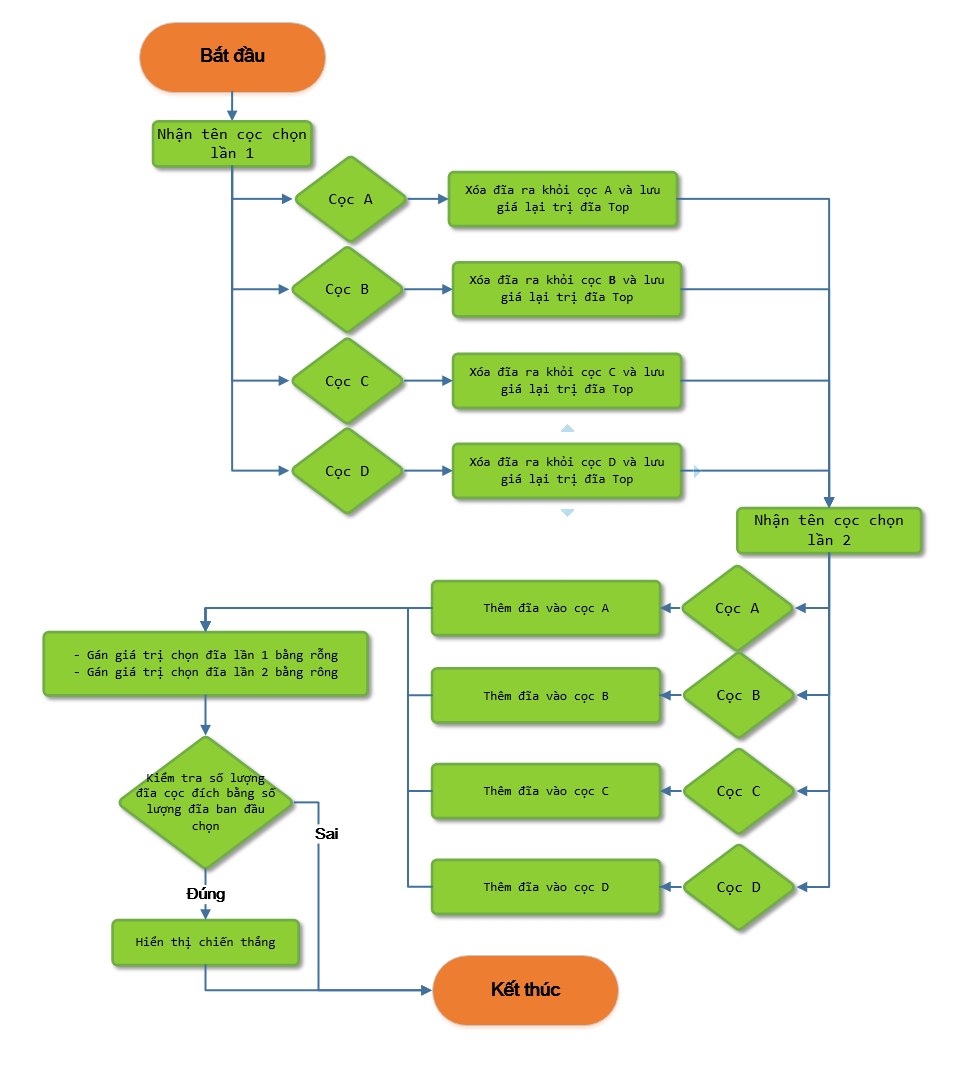 Bắt đầu
Nhận tên cọc chọn
lần 1
Cọc A
Xóa đĩa ra khỏi cọc A và lưu
giá lại trị đĩa Top
Cọc B
Xóa đĩa ra khỏi cọc B và lưu
giá lại trị đĩa Top
Cọc C
Xóa đĩa ra khỏi cọc C và lưu
giá lại trị đĩa Top
Cọc D
Xóa đĩa ra khỏi cọc D và lưu
giá lại trị đĩa Top
Nhận tên cọc chọn
lần 2
Cọc A
Thêm đĩa vào cọc A
Cọc B
Thêm đĩa vào cọc B
Cọc C
Thêm đĩa vào cọc C
Cọc D
Thêm đĩa vào cọc D
- Gán giá trị chọn đĩa lần 1 bằng rỗng
- Gán giá trị chọn đĩa lần 2 bằng rông
Kiểm tra số lượng
đĩa cọc đích bằng số
lượng đĩa ban đầu
chọn
Sai
Đúng
Hiển thị chiến thắng
Kết thúc